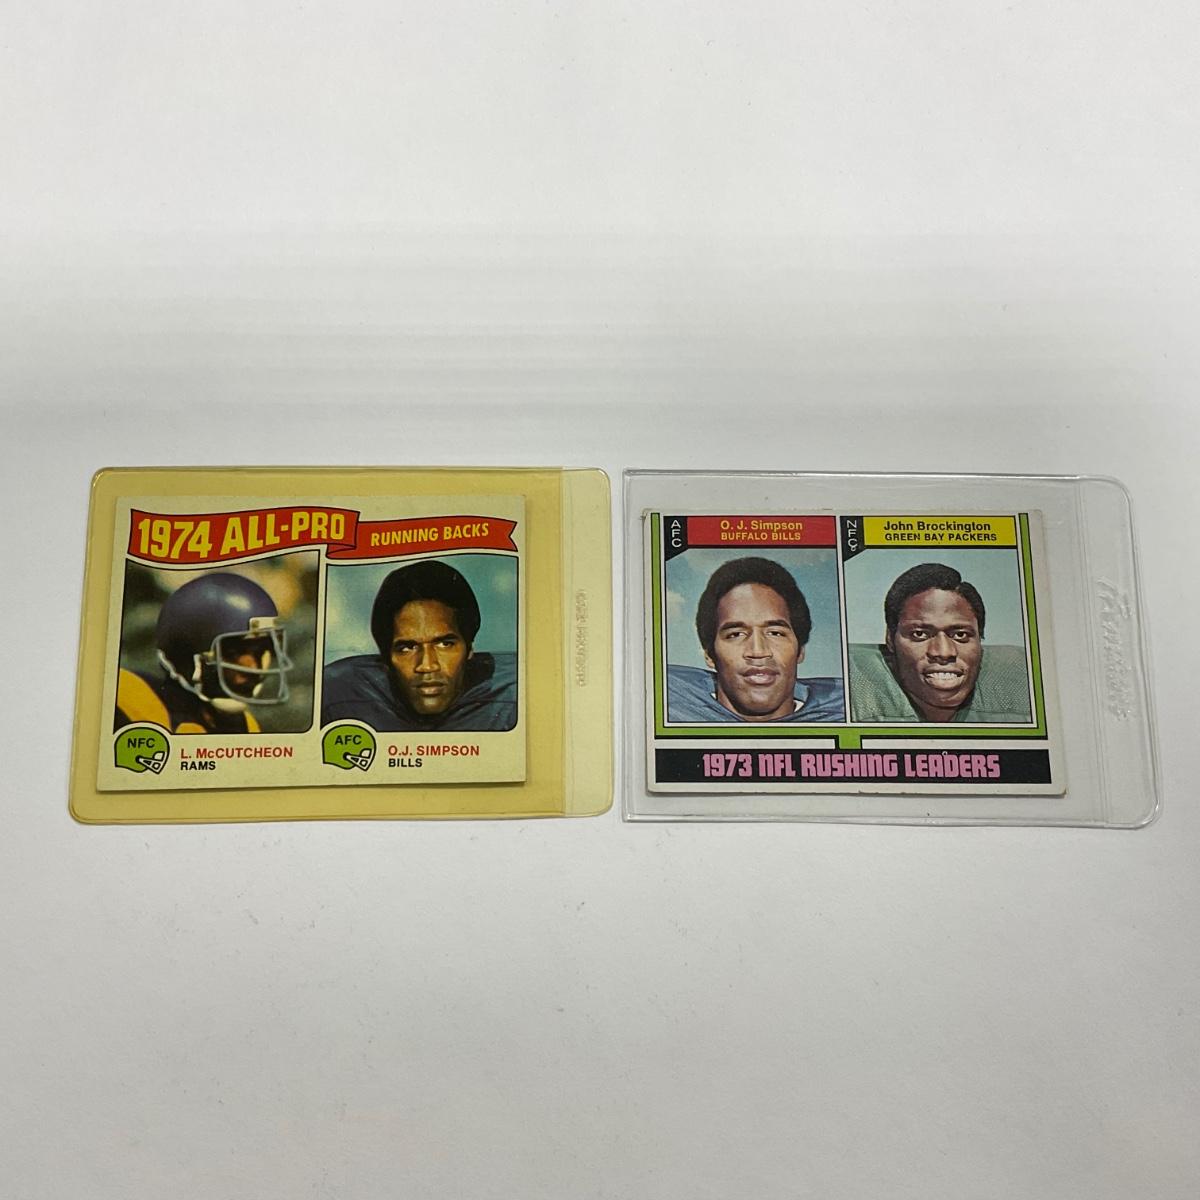 1974 ALL-PRO
RUNNING BACKS
NFC
L. McCUTCHEON
RAMS
AFC
O.J. SIMPSON
BILLS
AFC
O. J. Simpson
BUFFALO BILLS
NFC
John Brockington
GREEN BAY PACKERS
1973 NFL RUSHING LEADERS